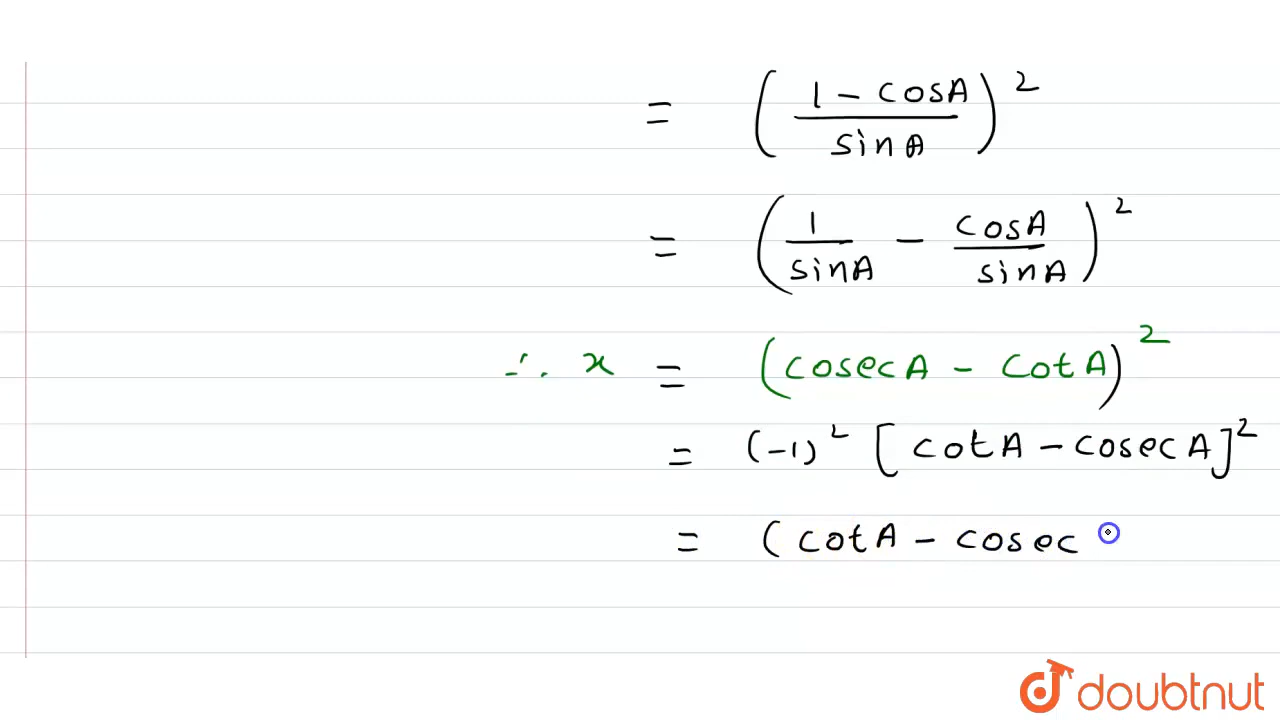 = ( (1 - cosA) / sinA )²
= ( 1/sinA - cosA/sinA )²
∴ x = (cosecA - cotA)²
= (-1)² [cotA - cosecA]²
= (cotA - cosec
doubtnut